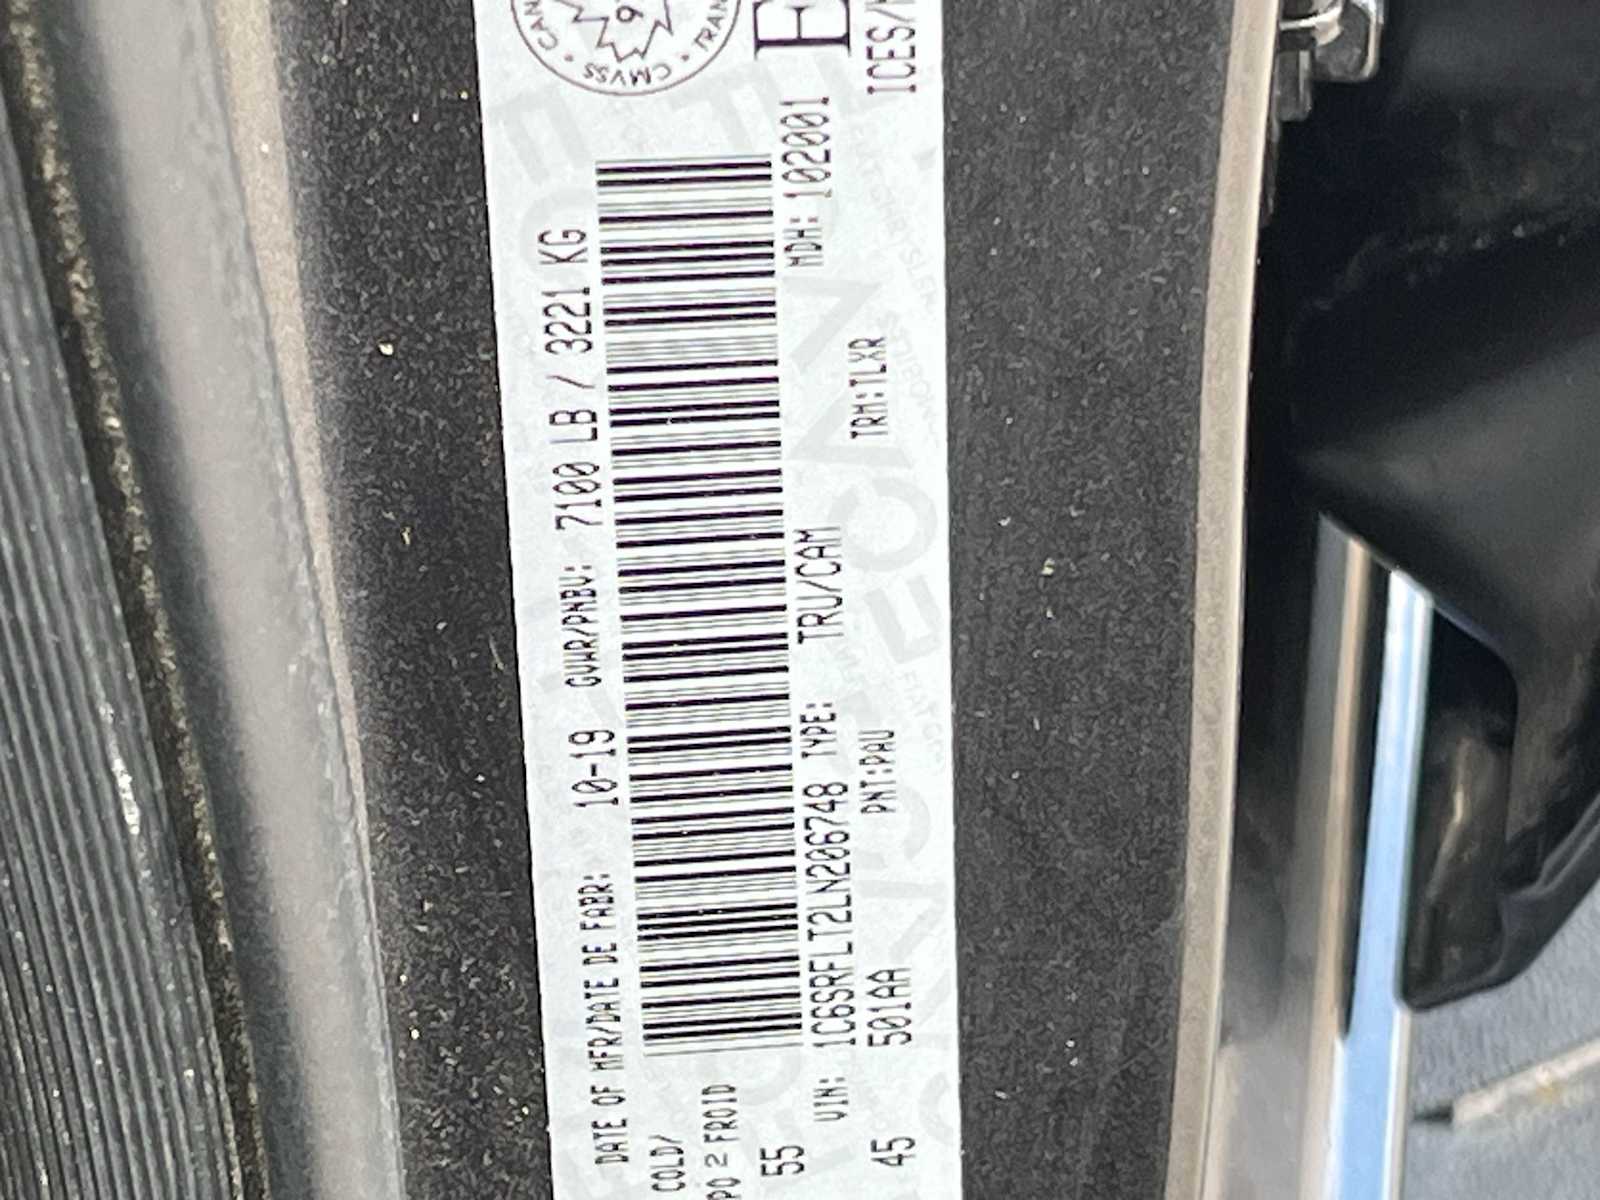 DATE OF MFR/DATE DE FABR: 10-19 GVWR/PNBV: 7100 LB / 3221 KG
COLD/
PO 2 FROID
55
VIN: 1C6SRFLT2LN206748 TYPE: TRU/CAM MDH: 102001
45 501AA PNT:PAU TRM:TLXR ICES/
CMVSS